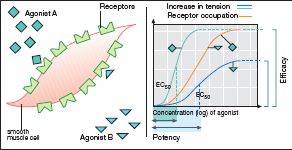 Agonist A
Receptors
smooth
muscle cell
Agonist B
Increase in tension
Receptor occupation
EC50
EC50
Efficacy
Concentration (log) of agonist
Potency